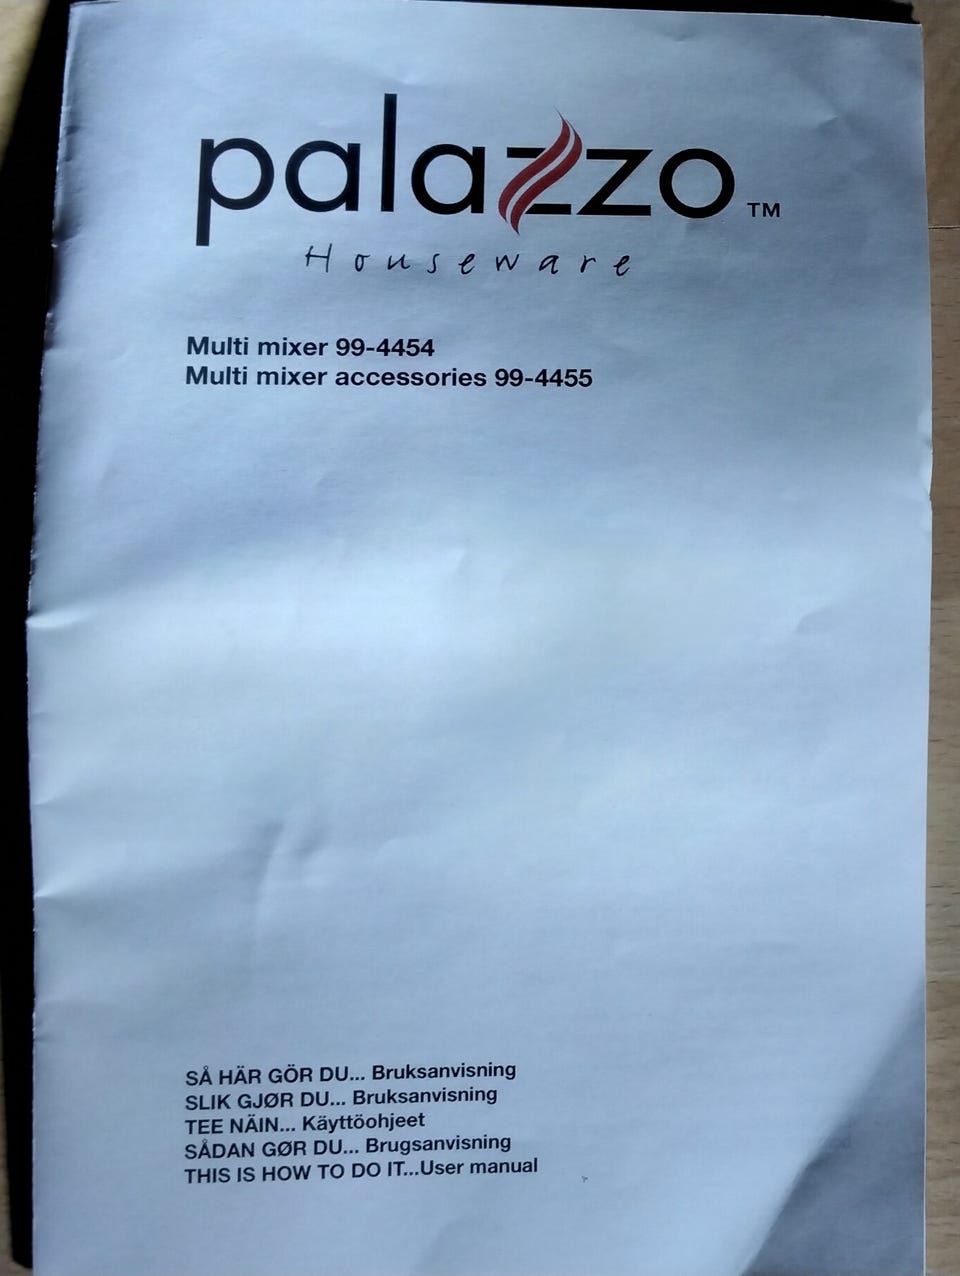 palazzo™
Houseware
Multi mixer 99-4454
Multi mixer accessories 99-4455
SÅ HÄR GÖR DU... Bruksanvisning
SLIK GJØR DU... Bruksanvisning
TEE NÄIN... Käyttöohjeet
SÅDAN GØR DU... Brugsanvisning
THIS IS HOW TO DO IT...User manual